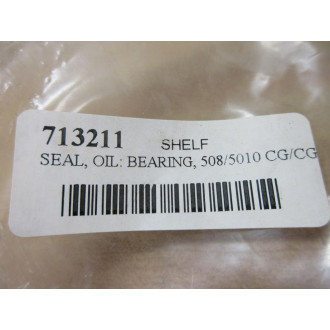 713211 SHELF
SEAL, OIL: BEARING, 508/5010 CG/CG